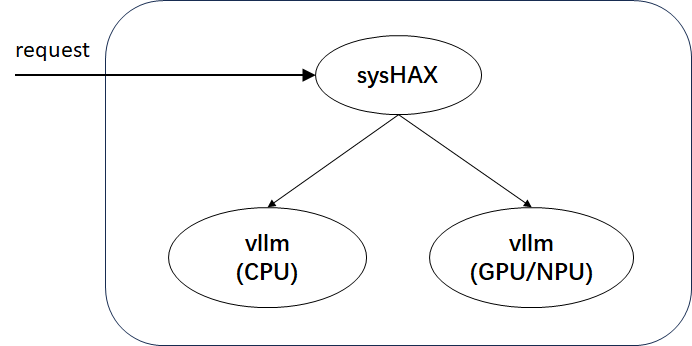 request
sysHAX
vllm
(CPU)
vllm
(GPU/NPU)